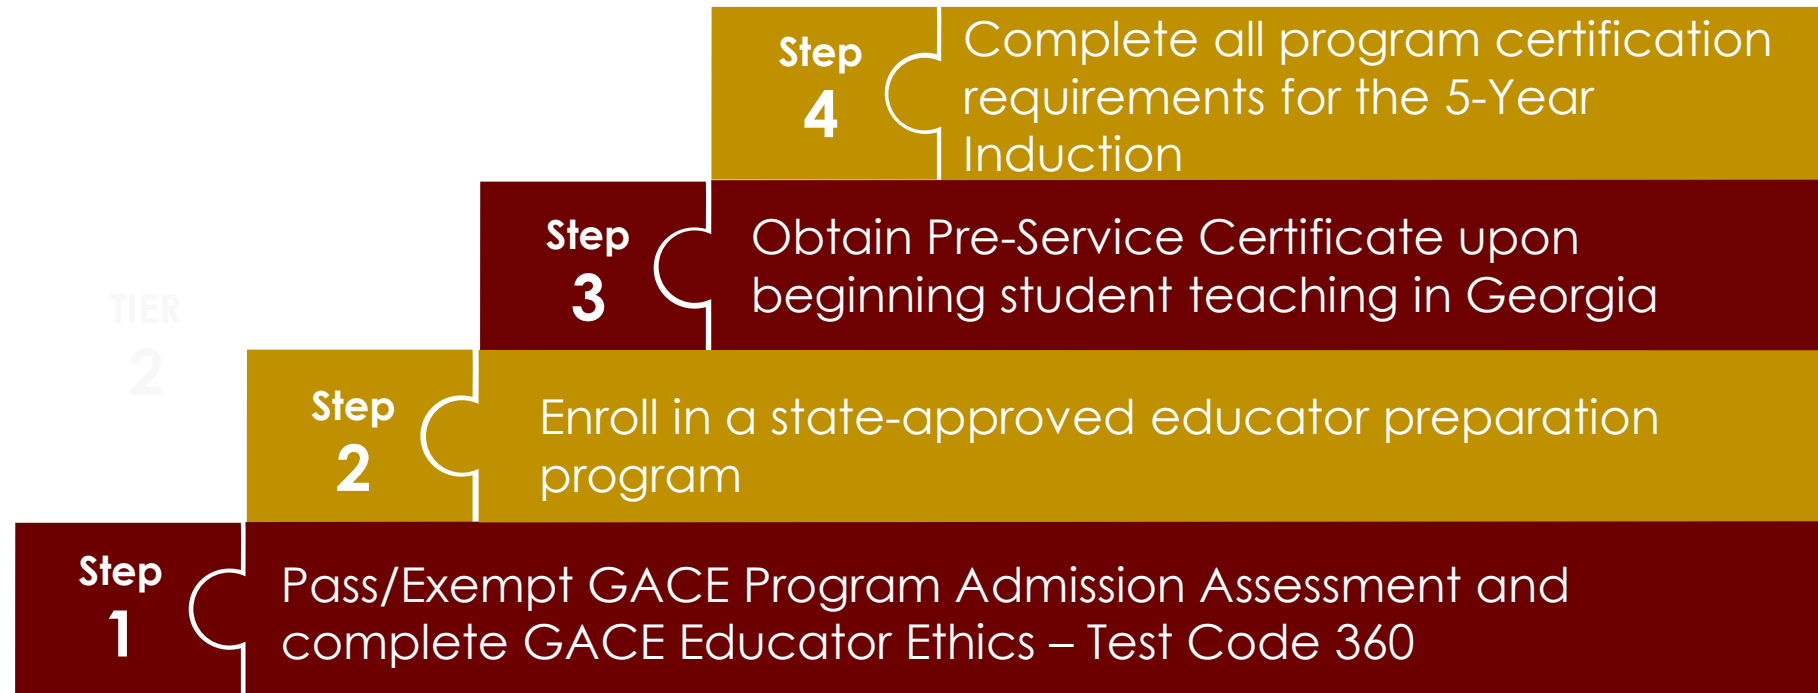 Step
4
Complete all program certification
requirements for the 5-Year
Induction
Step
3
Obtain Pre-Service Certificate upon
beginning student teaching in Georgia
TIER
2
Step
2
Enroll in a state-approved educator preparation
program
Step
1
Pass/Exempt GACE Program Admission Assessment and
complete GACE Educator Ethics – Test Code 360